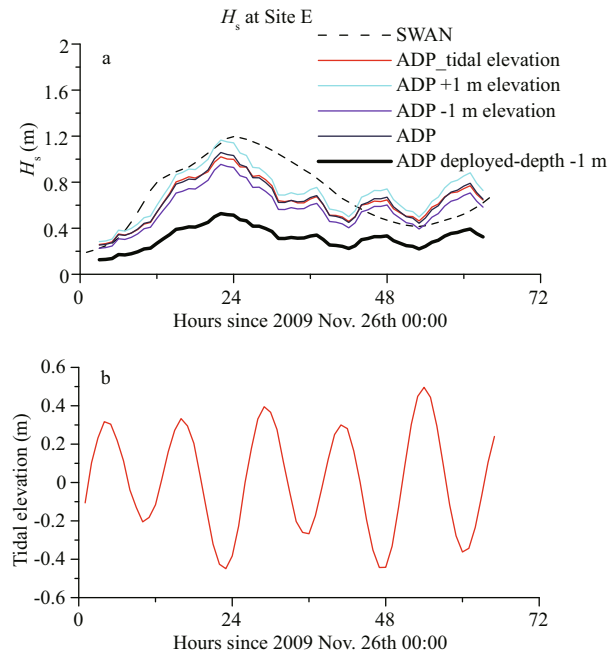 Hs at Site E
a
SWAN
ADP_tidal elevation
ADP +1 m elevation
ADP -1 m elevation
ADP
ADP deployed-depth -1 m
Hs (m)
2
1.6
1.2
0.8
0.4
0
0 24 48 72
Hours since 2009 Nov. 26th 00:00
b
Tidal elevation (m)
0.6
0.4
0.2
0
-0.2
-0.4
-0.6
0 24 48 72
Hours since 2009 Nov. 26th 00:00